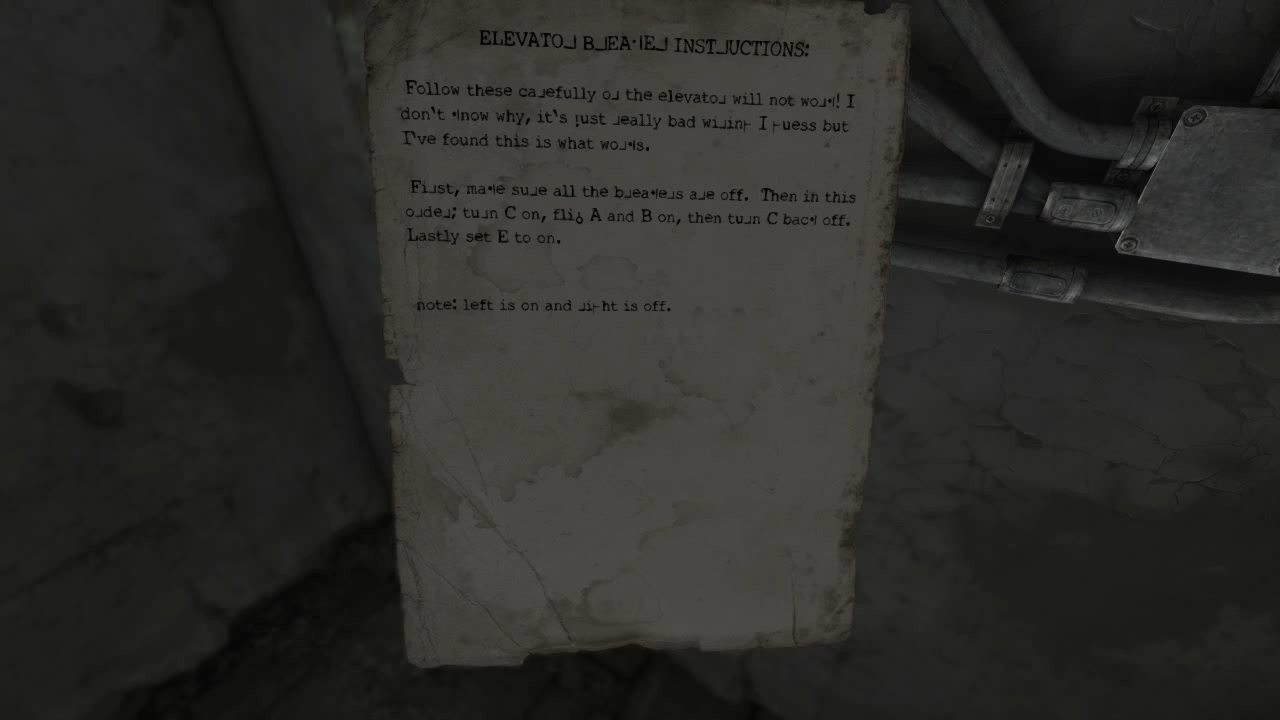 ELEVATOR BREAKER INSTRUCTIONS:
Follow these carefully or the elevator will not work! I
don't know why, it's just really bad wiring I guess but
I've found this is what works.
First, make sure all the breakers are off. Then in this
order; turn C on, flip A and B on, then turn C back off.
Lastly set E to on.
note: left is on and right is off.